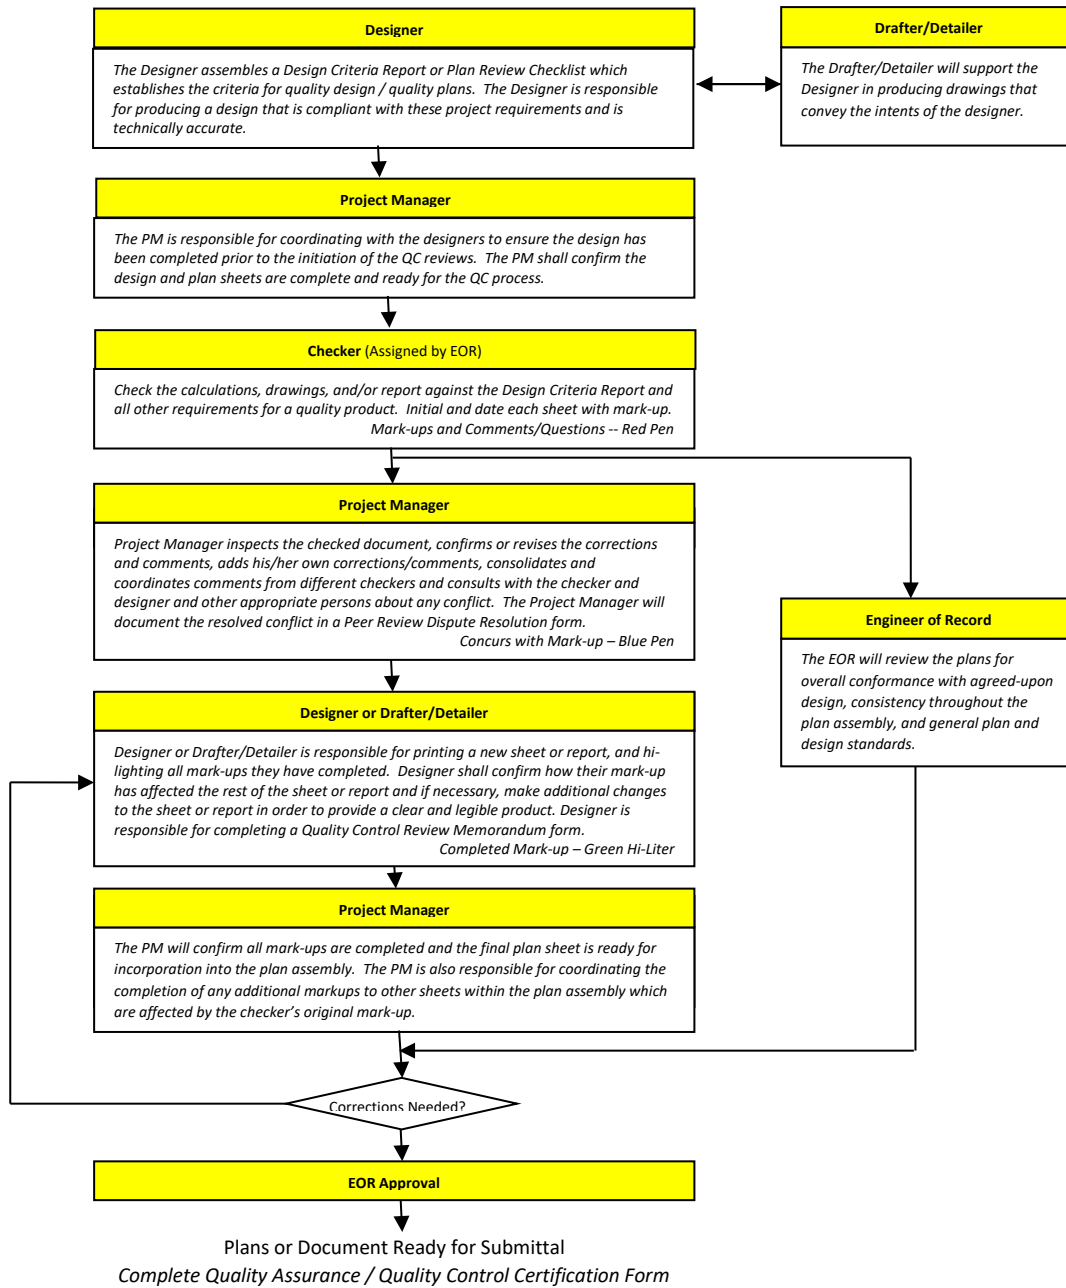 Designer
The Designer assembles a Design Criteria Report or Plan Review Checklist which
establishes the criteria for quality design / quality plans. The Designer is responsible
for producing a design that is compliant with these project requirements and is
technically accurate.
Drafter/Detailer
The Drafter/Detailer will support the
Designer in producing drawings that
convey the intents of the designer.
Project Manager
The PM is responsible for coordinating with the designers to ensure the design has
been completed prior to the initiation of the QC reviews. The PM shall confirm the
design and plan sheets are complete and ready for the QC process.
Checker (Assigned by EOR)
Check the calculations, drawings, and/or report against the Design Criteria Report and
all other requirements for a quality product. Initial and date each sheet with mark-up.
Mark-ups and Comments/Questions -- Red Pen
Project Manager
Project Manager inspects the checked document, confirms or revises the corrections
and comments, adds his/her own corrections/comments, consolidates and
coordinates comments from different checkers and consults with the checker and
designer and other appropriate persons about any conflict. The Project Manager will
document the resolved conflict in a Peer Review Dispute Resolution form.
Concurs with Mark-up – Blue Pen
Engineer of Record
The EOR will review the plans for
overall conformance with agreed-upon
design, consistency throughout the
plan assembly, and general plan and
design standards.
Designer or Drafter/Detailer
Designer or Drafter/Detailer is responsible for printing a new sheet or report, and hi-
lighting all mark-ups they have completed. Designer shall confirm how their mark-up
has affected the rest of the sheet or report and if necessary, make additional changes
to the sheet or report in order to provide a clear and legible product. Designer is
responsible for completing a Quality Control Review Memorandum form.
Completed Mark-up – Green Hi-Liter
Project Manager
The PM will confirm all mark-ups are completed and the final plan sheet is ready for
incorporation into the plan assembly. The PM is also responsible for coordinating the
completion of any additional markups to other sheets within the plan assembly which
are affected by the checker’s original mark-up.
Corrections Needed?
EOR Approval
Plans or Document Ready for Submittal
Complete Quality Assurance / Quality Control Certification Form